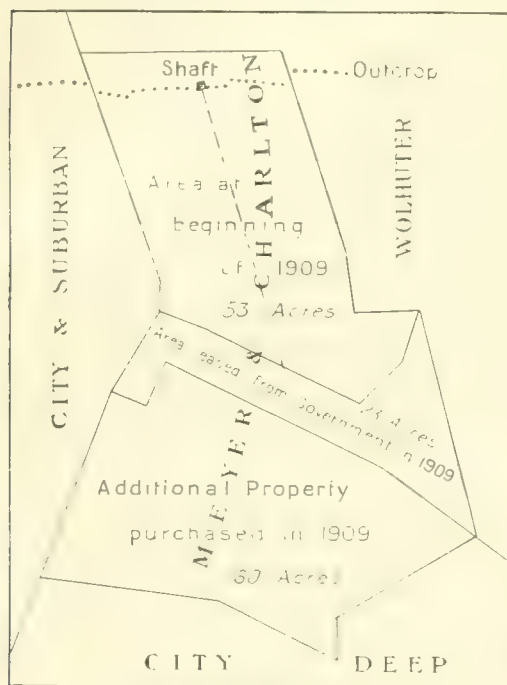 Shaft
Outcrop
CITY & SUBURBAN
MEYER & CHARLTON
WOLHUTER
Area at
beginning
of 1909
53 Acres
Area leased from Government in 1909
Additional Property
purchased in 1909
Acres
CITY DEEP